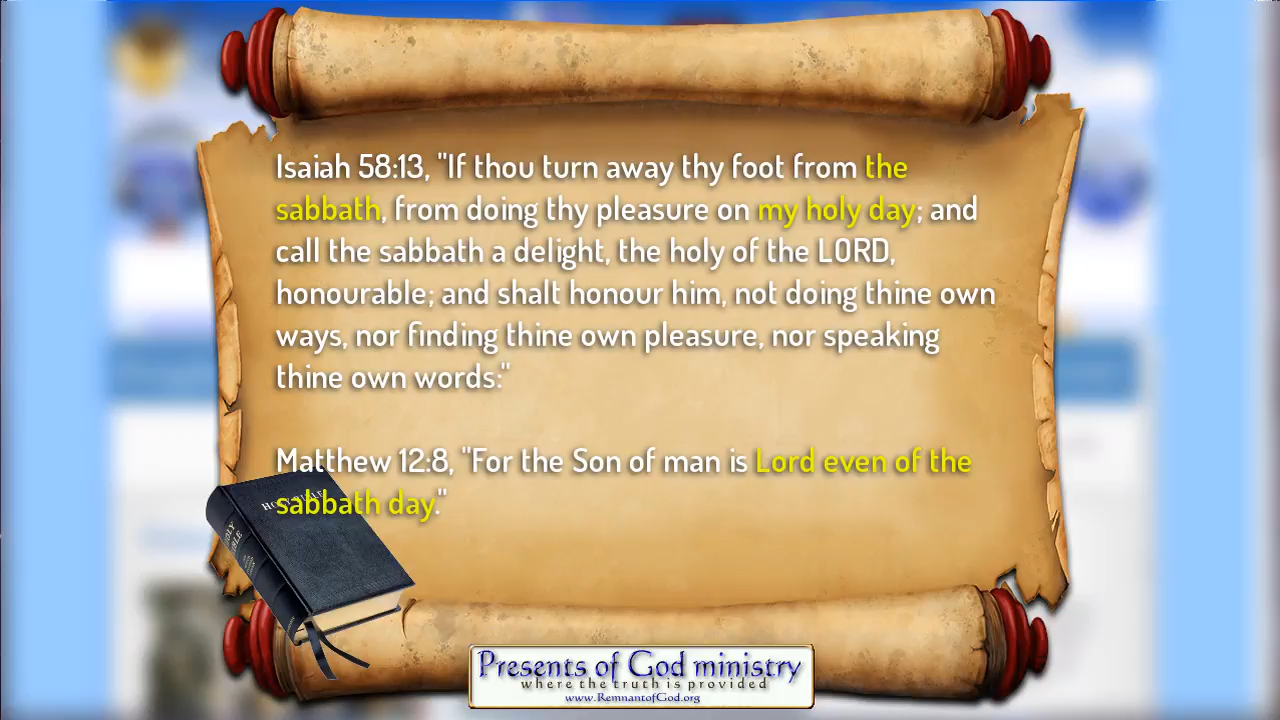 Isaiah 58:13, "If thou turn away thy foot from the
sabbath, from doing thy pleasure on my holy day; and
call the sabbath a delight, the holy of the LORD,
honourable; and shalt honour him, not doing thine own
ways, nor finding thine own pleasure, nor speaking
thine own words:"
Matthew 12:8, "For the Son of man is Lord even of the
sabbath day."
HOLY BIBLE
HOLY BIBLE
Presents of God ministry
where the truth is provided
www.RemnantofGod.org